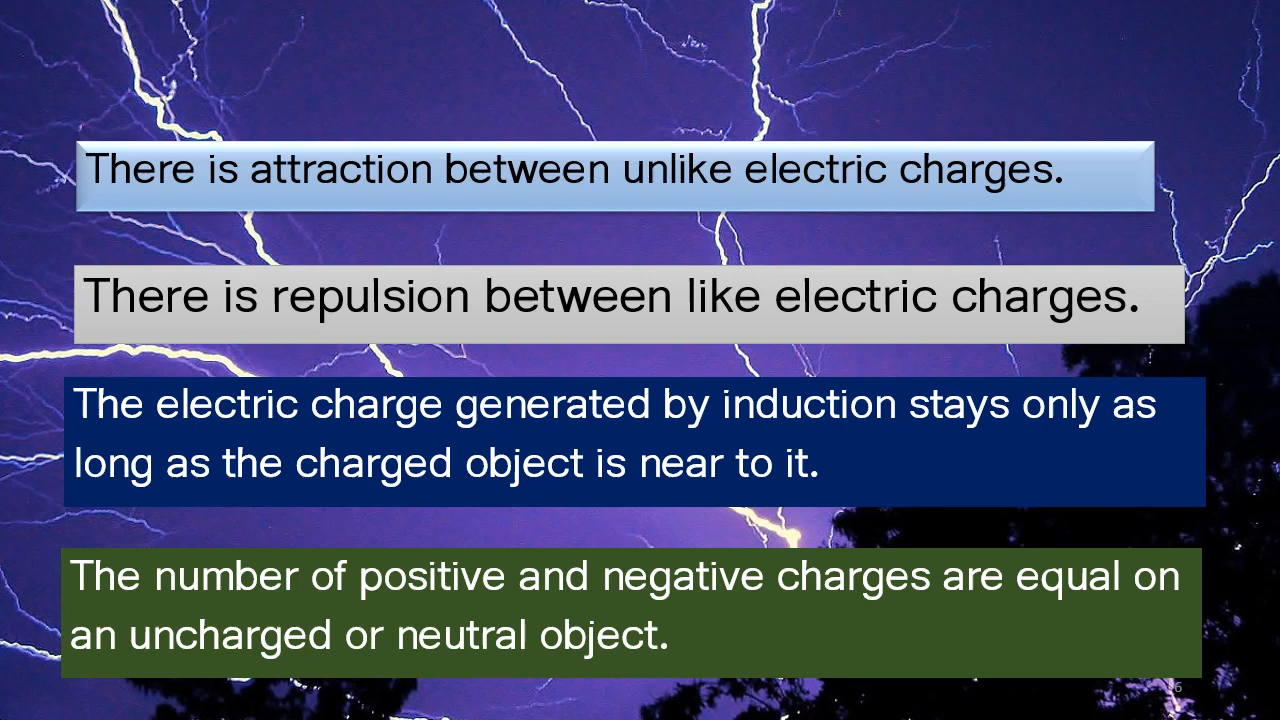 There is attraction between unlike electric charges.
There is repulsion between like electric charges.
The electric charge generated by induction stays only as
long as the charged object is near to it.
The number of positive and negative charges are equal on
an uncharged or neutral object.